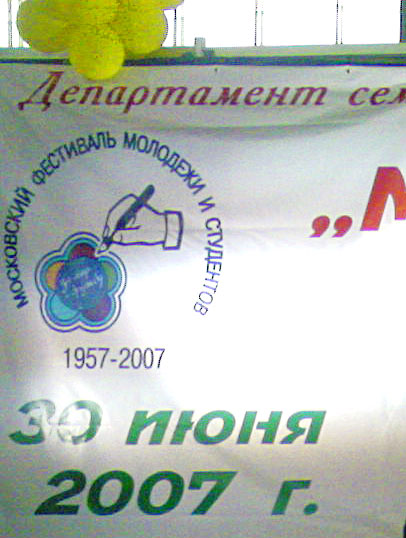 Департамент сем
МОСКОВСКИЙ ФЕСТИВАЛЬ МОЛОДЕЖИ И СТУДЕНТОВ
„М
1957-2007
30 июня
2007 г.